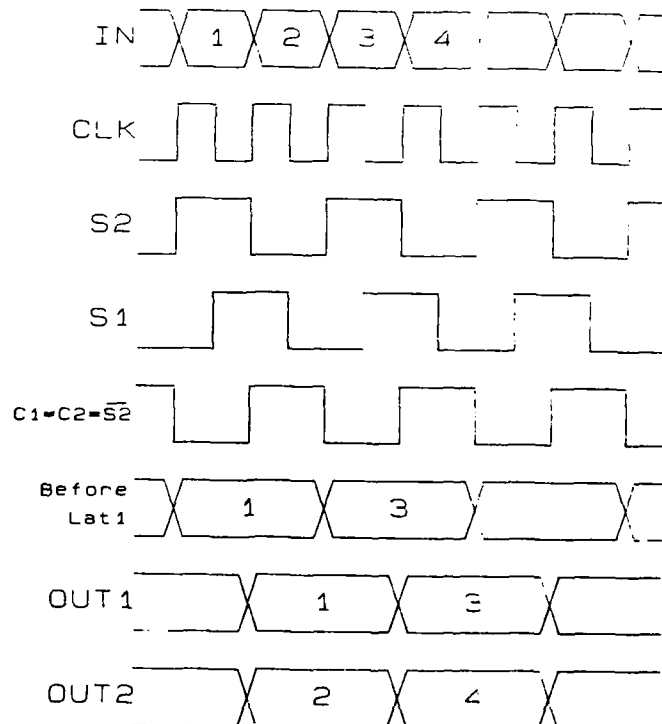 IN 1 2 3 4
CLK
S2
S1
C1=C2=S̅2̅
Before
Lat1
1 3
OUT1 1 3
OUT2 2 4